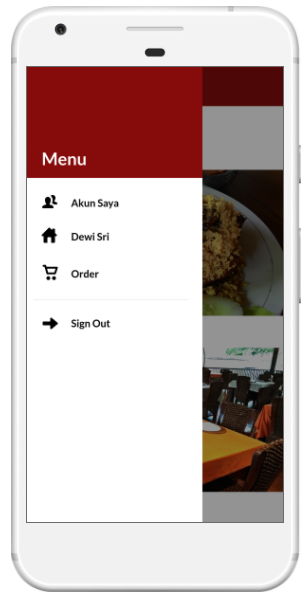 Menu
Akun Saya
Dewi Sri
Order
Sign Out